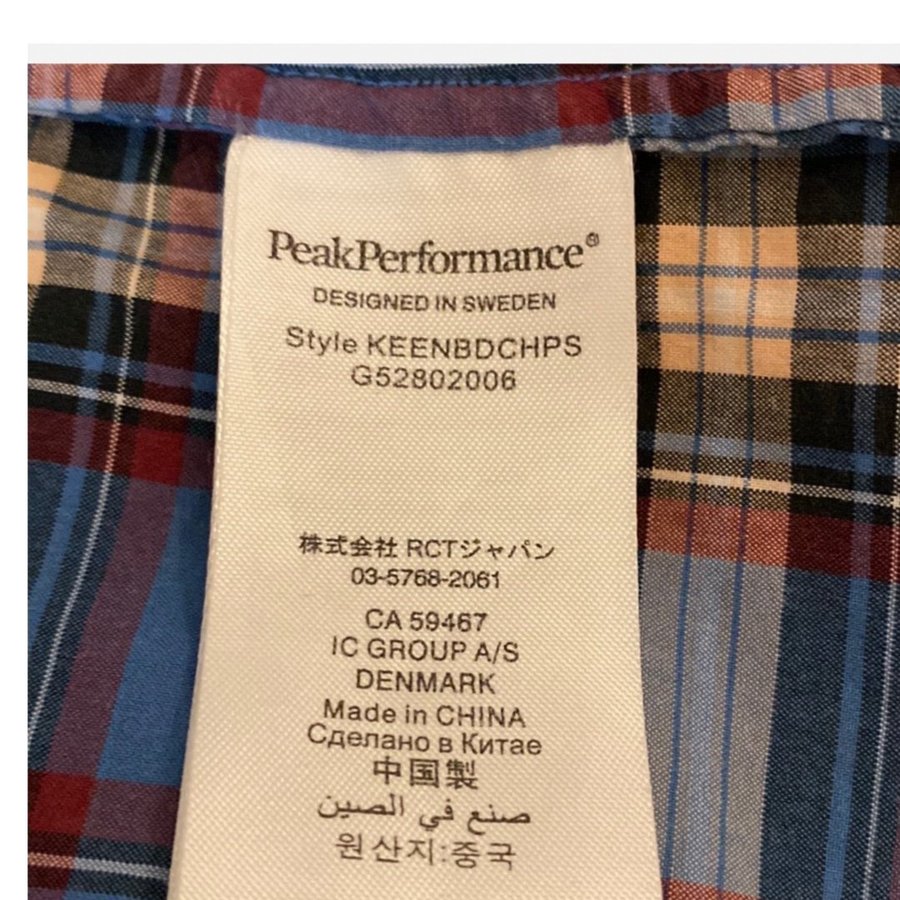 PeakPerformance®
DESIGNED IN SWEDEN
Style KEENBDCHPS
G52802006
株式会社 RCTジャパン
03-5768-2061
CA 59467
IC GROUP A/S
DENMARK
Made in CHINA
Сделано в Китае
中国製
صنع في الصين
원산지:중국